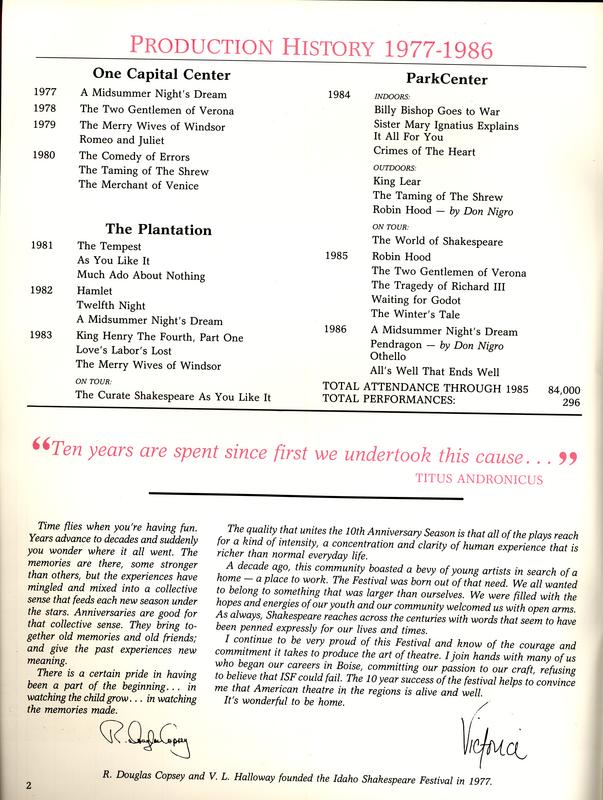 PRODUCTION HISTORY 1977-1986
One Capital Center
1977 A Midsummer Night's Dream
1978 The Two Gentlemen of Verona
1979 The Merry Wives of Windsor
Romeo and Juliet
1980 The Comedy of Errors
The Taming of The Shrew
The Merchant of Venice
The Plantation
1981 The Tempest
As You Like It
Much Ado About Nothing
1982 Hamlet
Twelfth Night
A Midsummer Night's Dream
1983 King Henry The Fourth, Part One
Love's Labor's Lost
The Merry Wives of Windsor
ON TOUR:
The Curate Shakespeare As You Like It
ParkCenter
1984 INDOORS:
Billy Bishop Goes to War
Sister Mary Ignatius Explains
It All For You
Crimes of The Heart
OUTDOORS:
King Lear
The Taming of The Shrew
Robin Hood — by Don Nigro
ON TOUR:
The World of Shakespeare
1985 Robin Hood
The Two Gentlemen of Verona
The Tragedy of Richard III
Waiting for Godot
The Winter's Tale
1986 A Midsummer Night's Dream
Pendragon — by Don Nigro
Othello
All's Well That Ends Well
TOTAL ATTENDANCE THROUGH 1985 84,000
TOTAL PERFORMANCES: 296
“Ten years are spent since first we undertook this cause...”
TITUS ANDRONICUS
Time flies when you're having fun.
Years advance to decades and suddenly
you wonder where it all went. The
memories are there, some stronger
than others, but the experiences have
mingled and mixed into a collective
sense that feeds each new season under
the stars. Anniversaries are good for
that collective sense. They bring to-
gether old memories and old friends;
and give the past experiences new
meaning.
There is a certain pride in having
been a part of the beginning... in
watching the child grow... in watching
the memories made.
R. Douglas Copsey
The quality that unites the 10th Anniversary Season is that all of the plays reach
for a kind of intensity, a concentration and clarity of human experience that is
richer than normal everyday life.
A decade ago, this community boasted a bevy of young artists in search of a
home — a place to work. The Festival was born out of that need. We all wanted
to belong to something that was larger than ourselves. We were filled with the
hopes and energies of our youth and our community welcomed us with open arms.
As always, Shakespeare reaches across the centuries with words that seem to have
been penned expressly for our lives and times.
I continue to be very proud of this Festival and know of the courage and
commitment it takes to produce the art of theatre. I join hands with many of us
who began our careers in Boise, committing our passion to our craft, refusing
to believe that ISF could fail. The 10 year success of the festival helps to convince
me that American theatre in the regions is alive and well.
It's wonderful to be home.
Victoria
R. Douglas Copsey and V. L. Halloway founded the Idaho Shakespeare Festival in 1977.
2